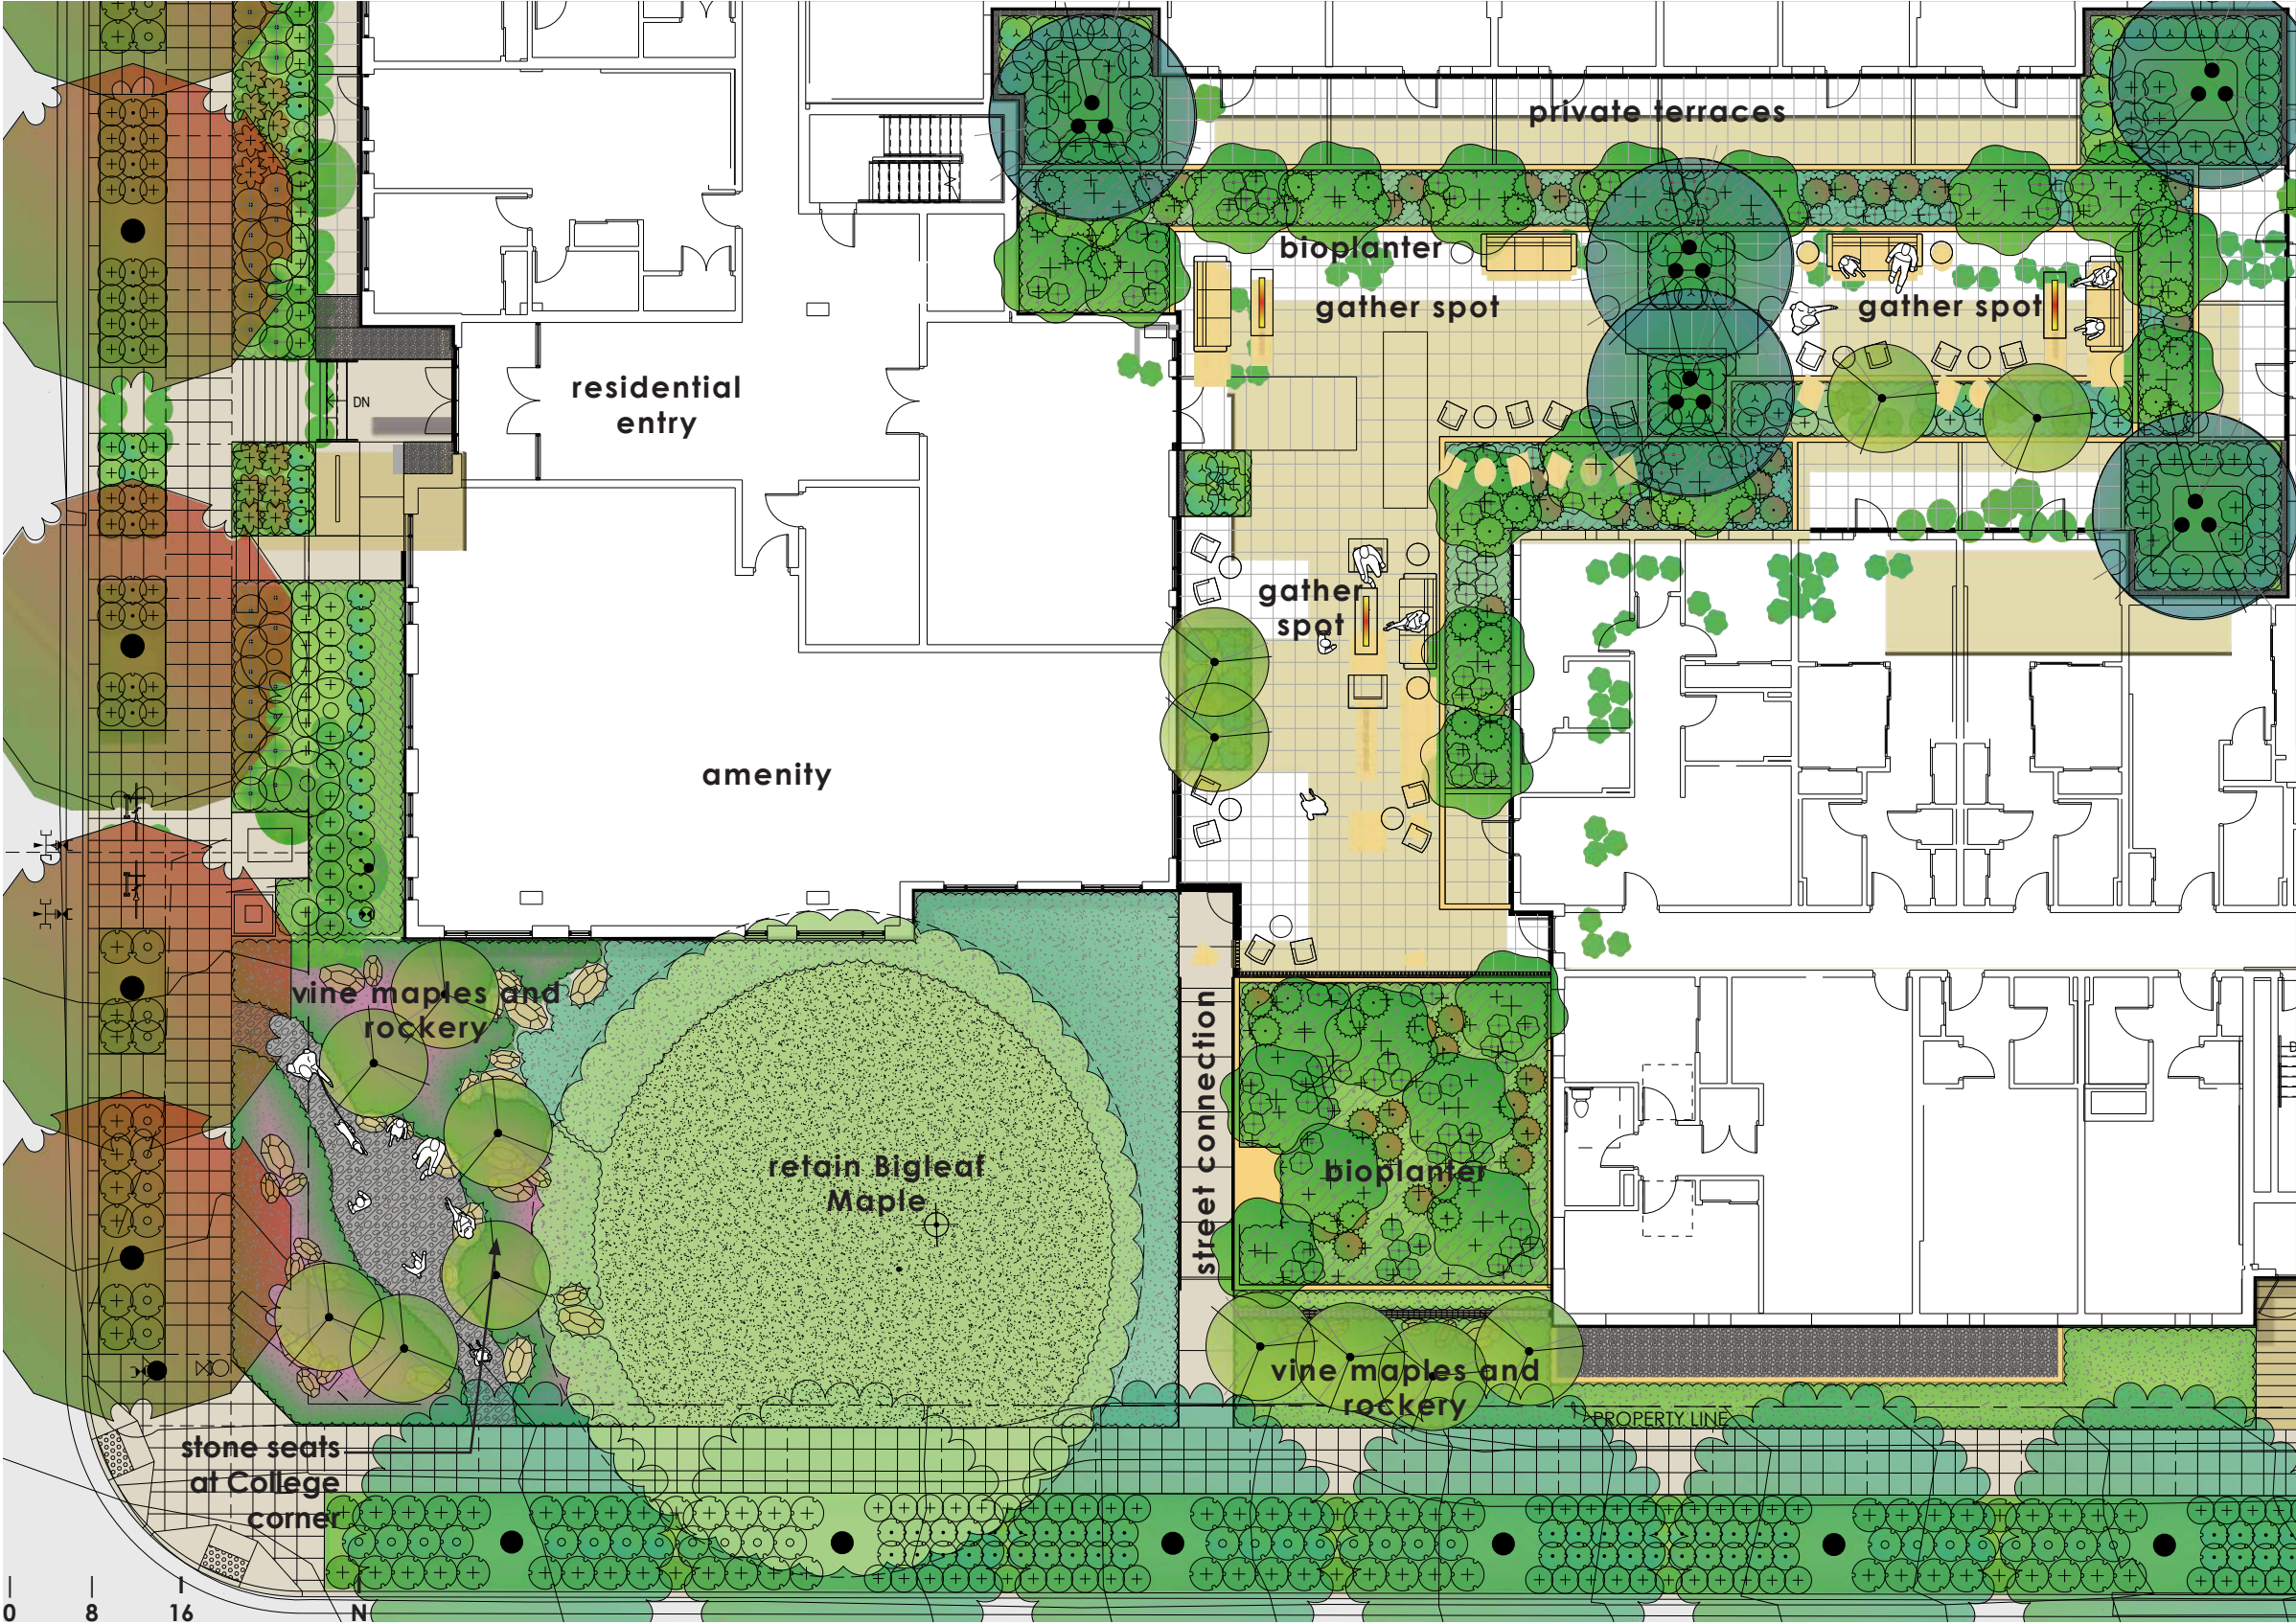 private terraces
bioplanter
gather spot
gather spot
residential
entry
DN
gather
spot
amenity
vine maples and
rockery
retain Bigleaf
Maple
street connection
bioplanter
vine maples and
rockery
PROPERTY LINE
stone seats
at College
corner
0 8 16 N